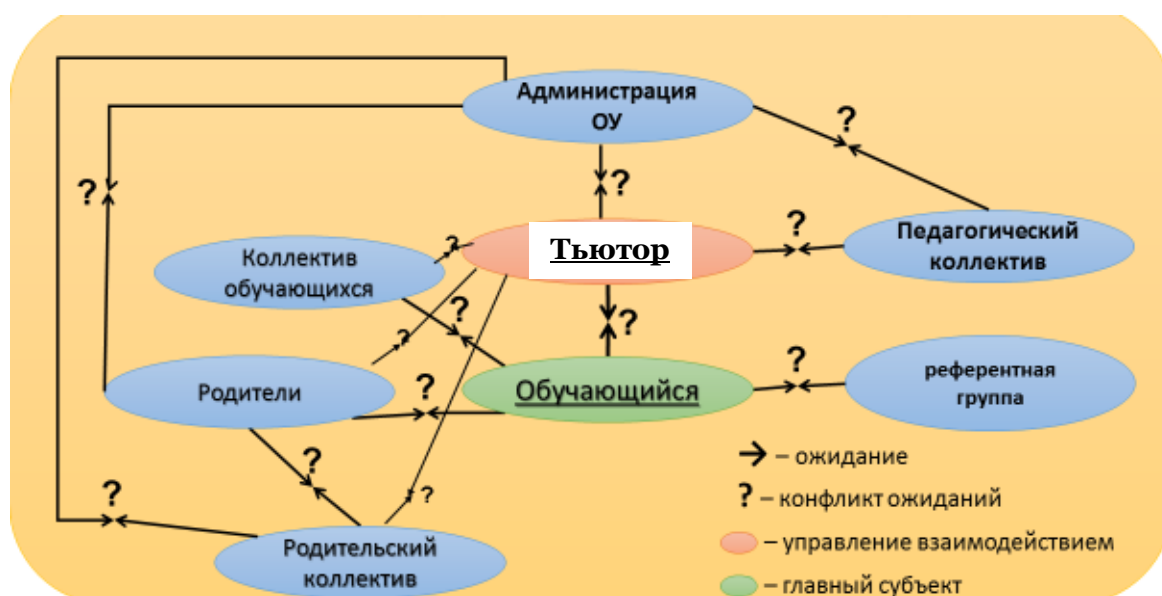 Администрация
ОУ
?
?
?
?
Тьютор
?
Педагогический
коллектив
?
Коллектив
обучающихся
?
?
?
Родители
?
Обучающийся
?
референтная
группа
?
?
?
→ – ожидание
? – конфликт ожиданий
– управление взаимодействием
– главный субъект
Родительский
коллектив